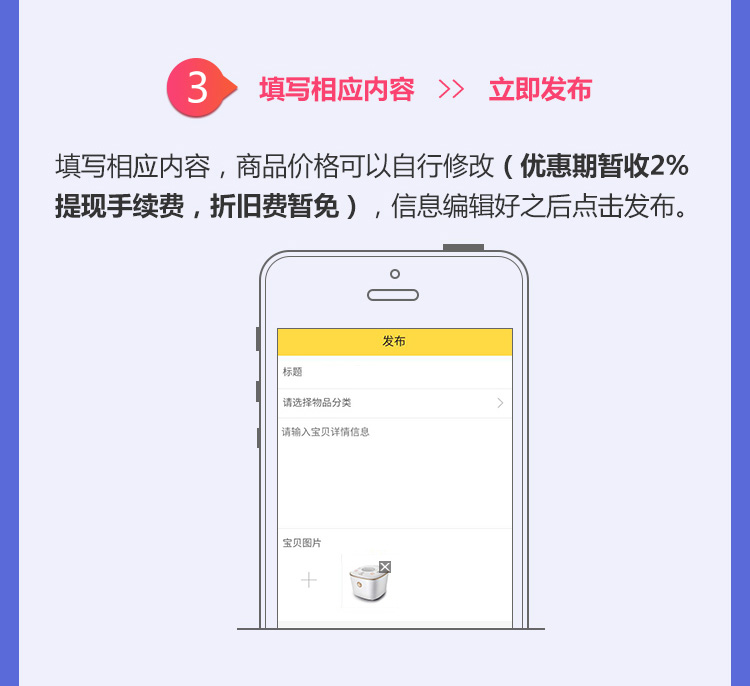 3 填写相应内容 >> 立即发布
填写相应内容，商品价格可以自行修改（优惠期暂收2%
提现手续费，折旧费暂免），信息编辑好之后点击发布。
发布
标题
请选择物品分类
请输入宝贝详情信息
宝贝图片